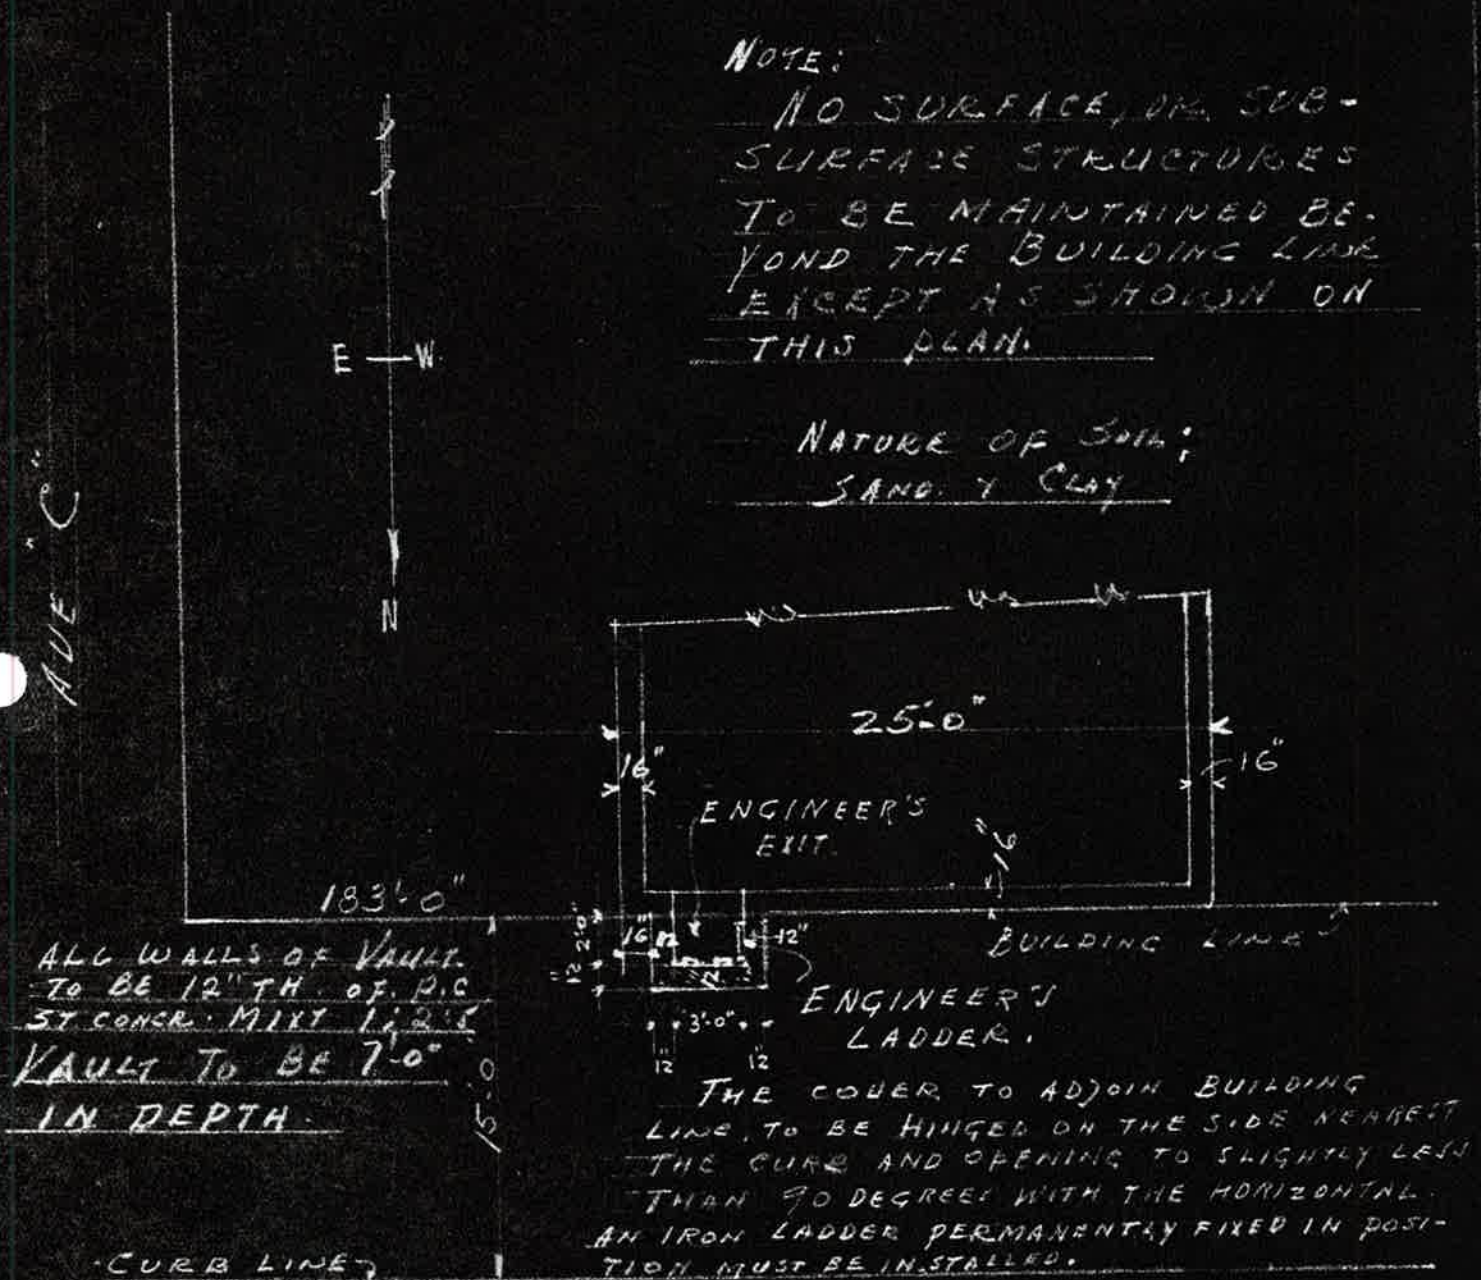 NOTE:
NO SURFACE, OR SUB-
SURFACE STRUCTURES
TO BE MAINTAINED BE-
YOND THE BUILDING LINE
EXCEPT AS SHOWN ON
THIS PLAN.
E W
N
NATURE OF SOIL;
SAND. & CLAY
AVE "C"
25'-0"
16"
16"
ENGINEER'S
EXIT.
16"
183'-0"
2'-0"
12"
16"
12"
12"
BUILDING LINE
ALL WALLS OF VAULT.
TO BE 12" TH. OF. P.C
ST CONCR. MIXT
VAULT TO BE 7'-0"
IN DEPTH.
ENGINEER'S
LADDER.
3'-0"
12"
12"
15'-0
THE COVER TO ADJOIN BUILDING
LINE. TO BE HINGED ON THE SIDE NEAREST
THE CURB AND OPENING TO SLIGHTLY LESS
THAN 90 DEGREES WITH THE HORIZONTAL.
AN IRON LADDER PERMANENTLY FIXED IN POSI-
TION MUST BE INSTALLED.
CURB LINE